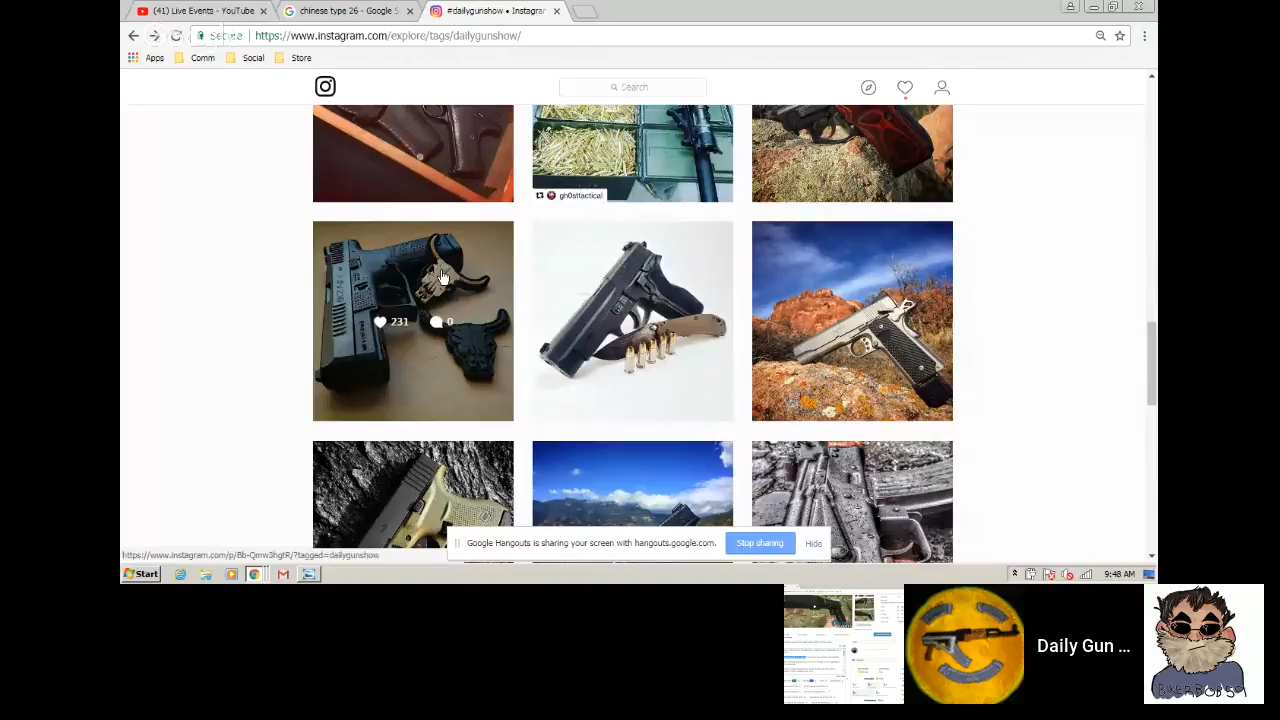 (41) Live Events - YouTube
chinese type 26 - Google S
#dailygunshow • Instagram
Secure
https://www.instagram.com/explore/tags/dailygunshow/
Apps
Comm
Social
Store
Search
gh0sttactical
231
0
https://www.instagram.com/p/Bb-Qmw3hgtR/?tagged=dailygunshow
Google Hangouts is sharing your screen with hangouts.google.com.
Stop sharing
Hide
Start
9:48 AM